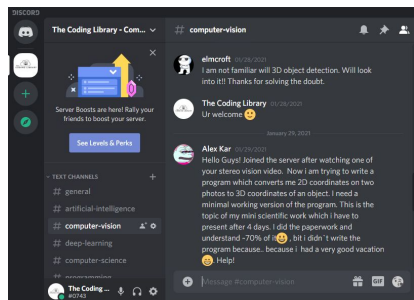 DISCORD
The Coding Library - Com...
# computer-vision
Server Boosts are here! Rally your
friends to boost your server.
See Levels & Perks
TEXT CHANNELS
# general
# artificial-intelligence
# computer-vision
# deep-learning
# computer-science
# programming
The Coding ...
#0743
elmcroft 01/28/2021
I am not familiar will 3D object detection. Will look
into it!! Thanks for solving the doubt.
The Coding Library 01/28/2021
Ur welcome
January 29, 2021
Alex Kar 01/29/2021
Hello Guys! Joined the server after watching one of
your stereo vision video. Now i am trying to write a
program which converts me 2D coordinates on two
photos to 3D coordinates of an object. I need a
minimal working version of the program. This is the
topic of my mini scientific work which i have to
present after 4 days. I did the paperwork and
understand ~70% of it, bit i didn`t write the
program because.. because i had a very good vacation
. Help!
Message #computer-vision
GIF